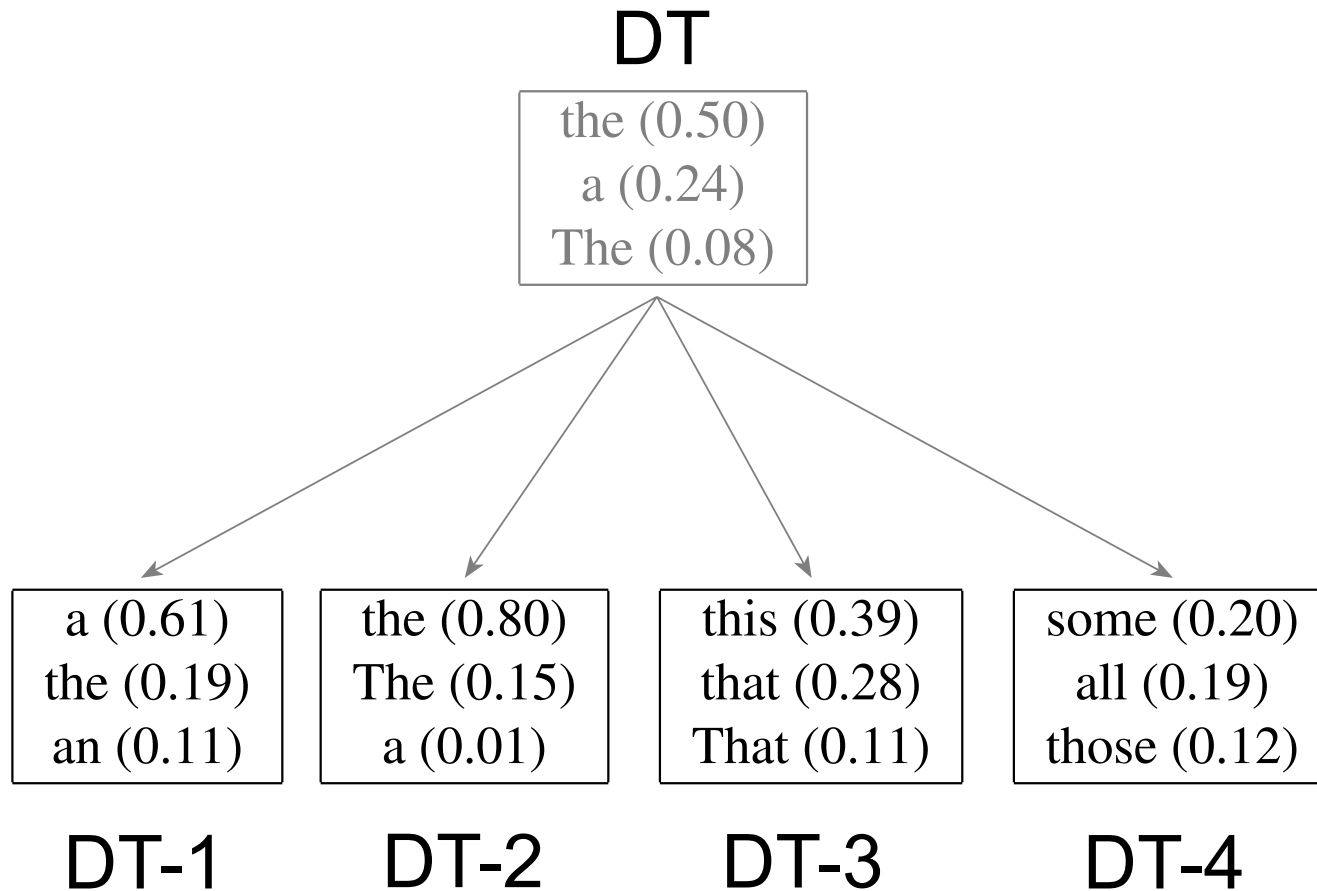 DT
the (0.50)
a (0.24)
The (0.08)
a (0.61)
the (0.19)
an (0.11)
the (0.80)
The (0.15)
a (0.01)
this (0.39)
that (0.28)
That (0.11)
some (0.20)
all (0.19)
those (0.12)
DT-1
DT-2
DT-3
DT-4